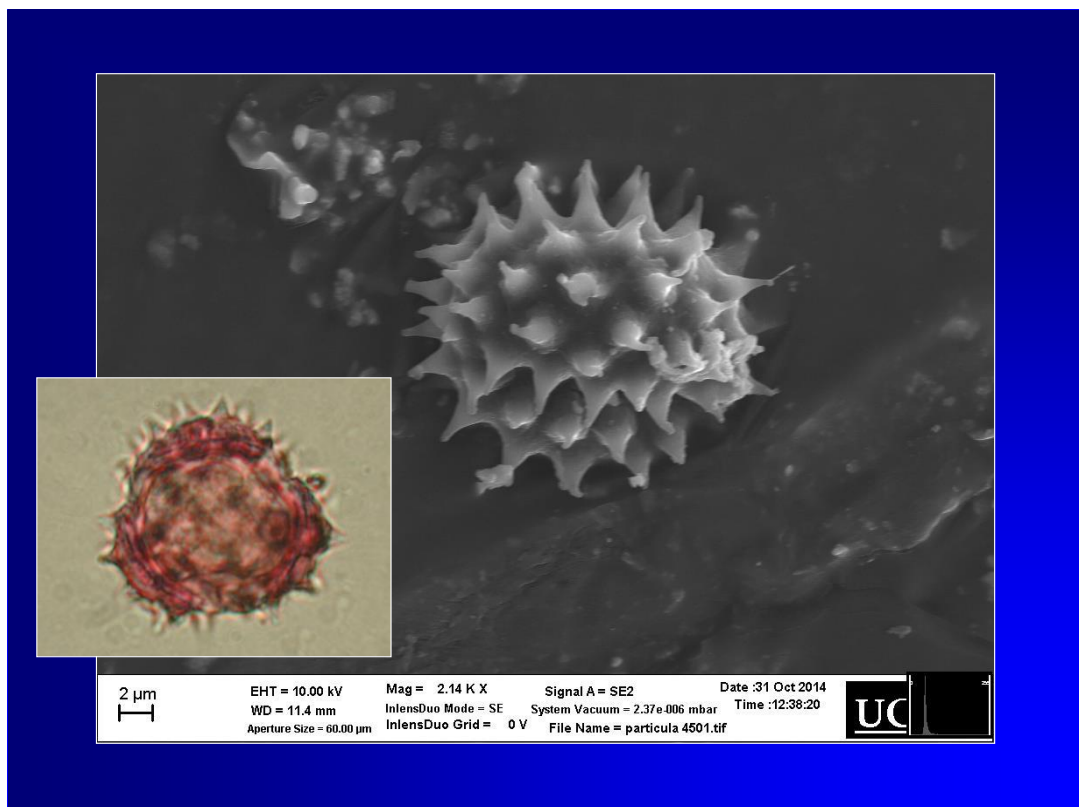 2 µm
EHT = 10.00 kV
WD = 11.4 mm
Aperture Size = 60.00 µm
Mag = 2.14 K X
InlensDuo Mode = SE
InlensDuo Grid = 0 V
Signal A = SE2
System Vacuum = 2.37e-006 mbar
File Name = particula 4501.tif
Date :31 Oct 2014
Time :12:38:20
UC